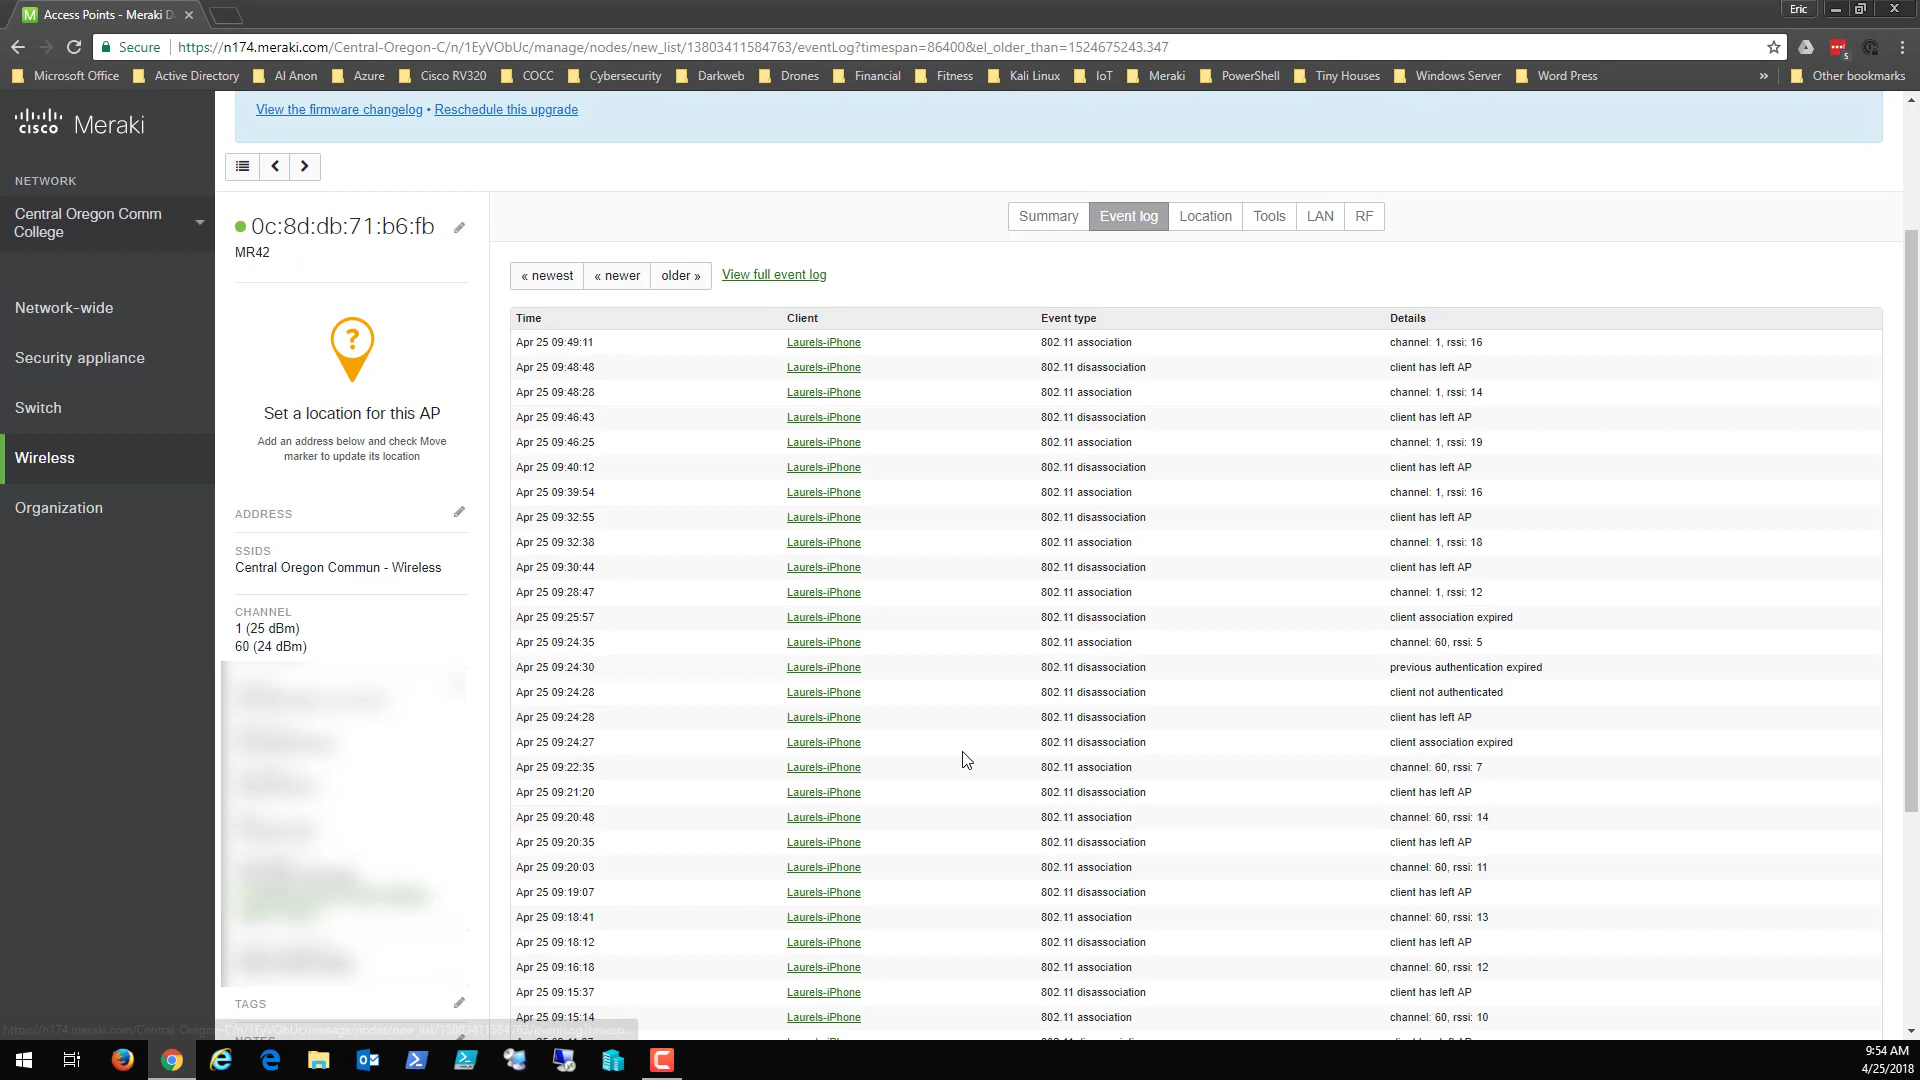 Access Points - Meraki D
Eric
Secure https://n174.meraki.com/Central-Oregon-C/n/1EyVObUc/manage/nodes/new_list/13803411584763/eventLog?timespan=86400&el_older_than=1524675243.347
5
Microsoft Office Active Directory AI Anon Azure Cisco RV320 COCC Cybersecurity Darkweb Drones Financial Fitness Kali Linux IoT Meraki PowerShell Tiny Houses Windows Server Word Press » Other bookmarks
View the firmware changelog • Reschedule this upgrade
CISCO Meraki
NETWORK
Central Oregon Comm
College
Network-wide
Security appliance
Switch
Wireless
Organization
0c:8d:db:71:b6:fb
MR42
?
Set a location for this AP
Add an address below and check Move
marker to update its location
ADDRESS
SSIDS
Central Oregon Commun - Wireless
CHANNEL
1 (25 dBm)
60 (24 dBm)
TAGS
NOTES
Summary Event log Location Tools LAN RF
« newest « newer older » View full event log
Time Client Event type Details
Apr 25 09:49:11 Laurels-iPhone 802.11 association channel: 1, rssi: 16
Apr 25 09:48:48 Laurels-iPhone 802.11 disassociation client has left AP
Apr 25 09:48:28 Laurels-iPhone 802.11 association channel: 1, rssi: 14
Apr 25 09:46:43 Laurels-iPhone 802.11 disassociation client has left AP
Apr 25 09:46:25 Laurels-iPhone 802.11 association channel: 1, rssi: 19
Apr 25 09:40:12 Laurels-iPhone 802.11 disassociation client has left AP
Apr 25 09:39:54 Laurels-iPhone 802.11 association channel: 1, rssi: 16
Apr 25 09:32:55 Laurels-iPhone 802.11 disassociation client has left AP
Apr 25 09:32:38 Laurels-iPhone 802.11 association channel: 1, rssi: 18
Apr 25 09:30:44 Laurels-iPhone 802.11 disassociation client has left AP
Apr 25 09:28:47 Laurels-iPhone 802.11 association channel: 1, rssi: 12
Apr 25 09:25:57 Laurels-iPhone 802.11 disassociation client association expired
Apr 25 09:24:35 Laurels-iPhone 802.11 association channel: 60, rssi: 5
Apr 25 09:24:30 Laurels-iPhone 802.11 disassociation previous authentication expired
Apr 25 09:24:28 Laurels-iPhone 802.11 disassociation client not authenticated
Apr 25 09:24:28 Laurels-iPhone 802.11 disassociation client has left AP
Apr 25 09:24:27 Laurels-iPhone 802.11 disassociation client association expired
Apr 25 09:22:35 Laurels-iPhone 802.11 association channel: 60, rssi: 7
Apr 25 09:21:20 Laurels-iPhone 802.11 disassociation client has left AP
Apr 25 09:20:48 Laurels-iPhone 802.11 association channel: 60, rssi: 14
Apr 25 09:20:35 Laurels-iPhone 802.11 disassociation client has left AP
Apr 25 09:20:03 Laurels-iPhone 802.11 association channel: 60, rssi: 11
Apr 25 09:19:07 Laurels-iPhone 802.11 disassociation client has left AP
Apr 25 09:18:41 Laurels-iPhone 802.11 association channel: 60, rssi: 13
Apr 25 09:18:12 Laurels-iPhone 802.11 disassociation client has left AP
Apr 25 09:16:18 Laurels-iPhone 802.11 association channel: 60, rssi: 12
Apr 25 09:15:37 Laurels-iPhone 802.11 disassociation client has left AP
Apr 25 09:15:14 Laurels-iPhone 802.11 association channel: 60, rssi: 10
https://n174.meraki.com/Central-Oregon-C/n/1EyVObUc/manage/nodes/new_list/13803411584763/eventLog?timesp...
9:54 AM
4/25/2018